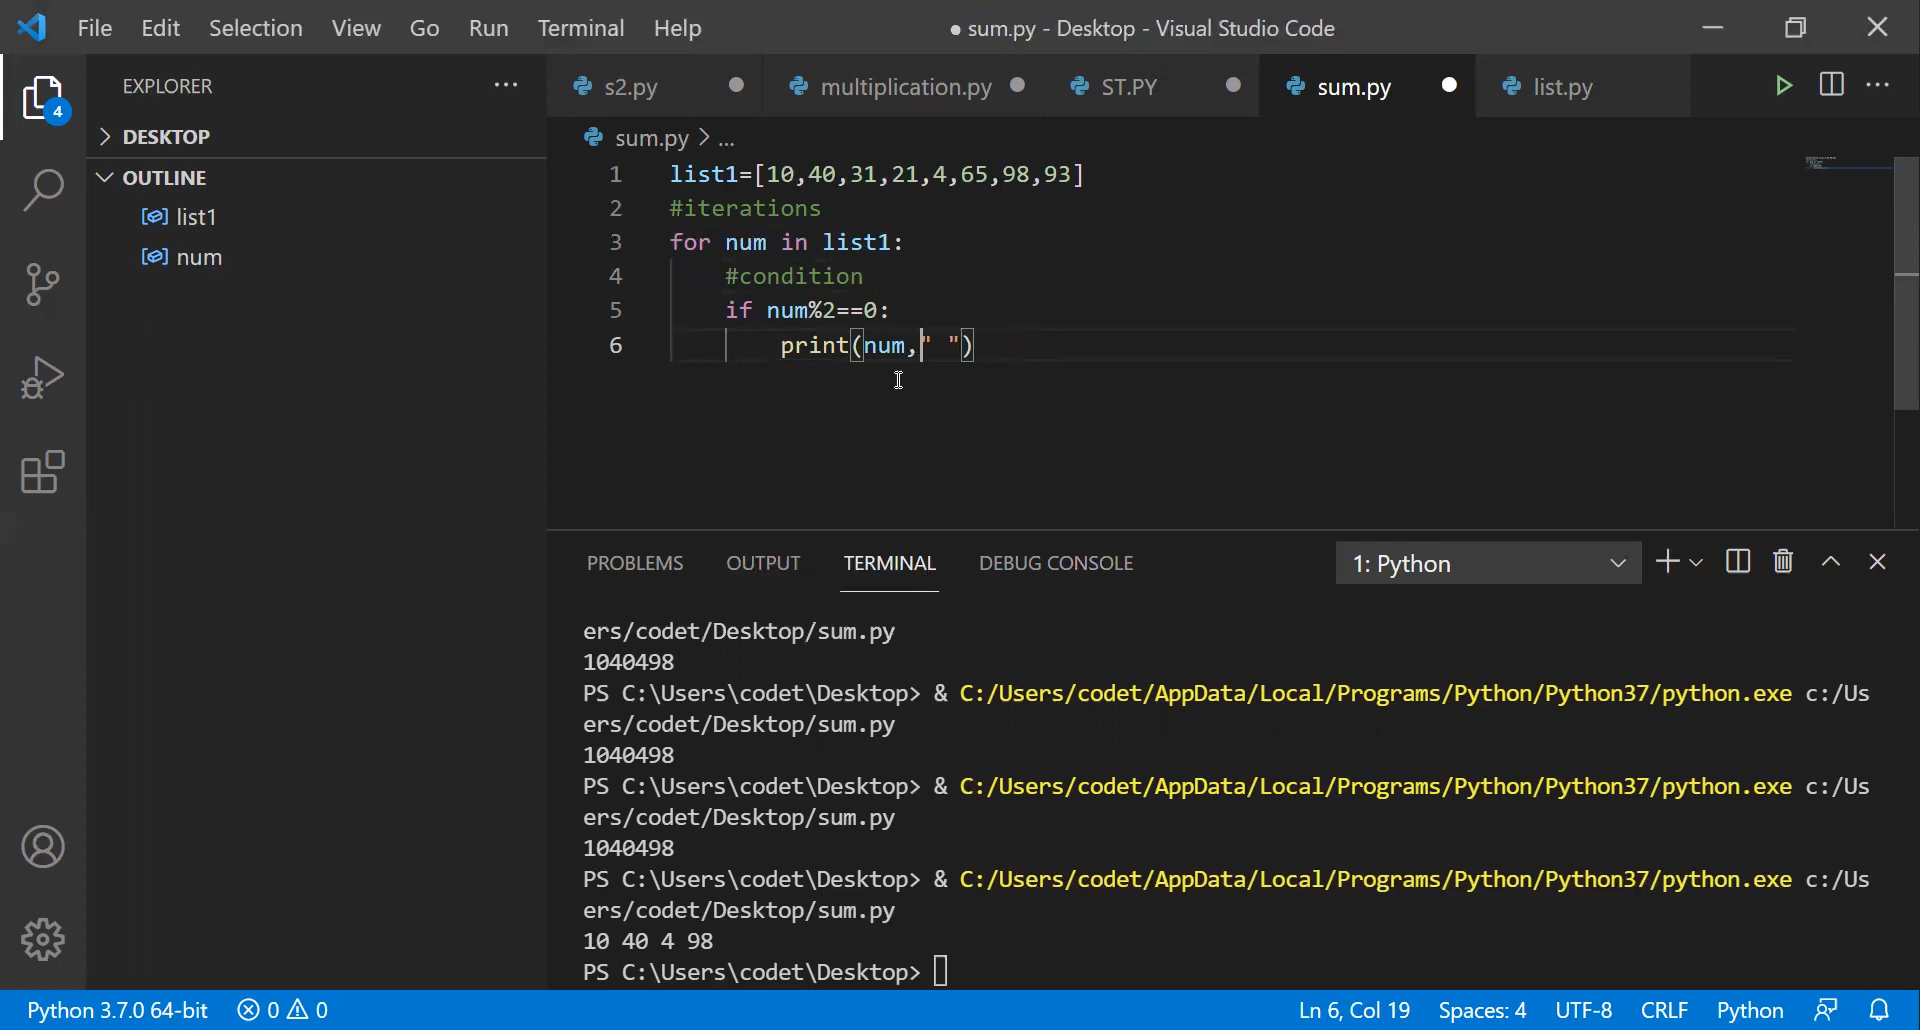 File Edit Selection View Go Run Terminal Help ● sum.py - Desktop - Visual Studio Code
4
EXPLORER ...
DESKTOP
OUTLINE
list1
num
s2.py multiplication.py ST.PY sum.py list.py
sum.py > ...
1 list1=[10,40,31,21,4,65,98,93]
2 #iterations
3 for num in list1:
4 #condition
5 if num%2==0:
6 print(num," ")
PROBLEMS OUTPUT TERMINAL DEBUG CONSOLE 1: Python
ers/codet/Desktop/sum.py
1040498
PS C:\Users\codet\Desktop> & C:/Users/codet/AppData/Local/Programs/Python/Python37/python.exe c:/Us
ers/codet/Desktop/sum.py
1040498
PS C:\Users\codet\Desktop> & C:/Users/codet/AppData/Local/Programs/Python/Python37/python.exe c:/Us
ers/codet/Desktop/sum.py
1040498
PS C:\Users\codet\Desktop> & C:/Users/codet/AppData/Local/Programs/Python/Python37/python.exe c:/Us
ers/codet/Desktop/sum.py
10 40 4 98
PS C:\Users\codet\Desktop>
Python 3.7.0 64-bit 0 0 Ln 6, Col 19 Spaces: 4 UTF-8 CRLF Python